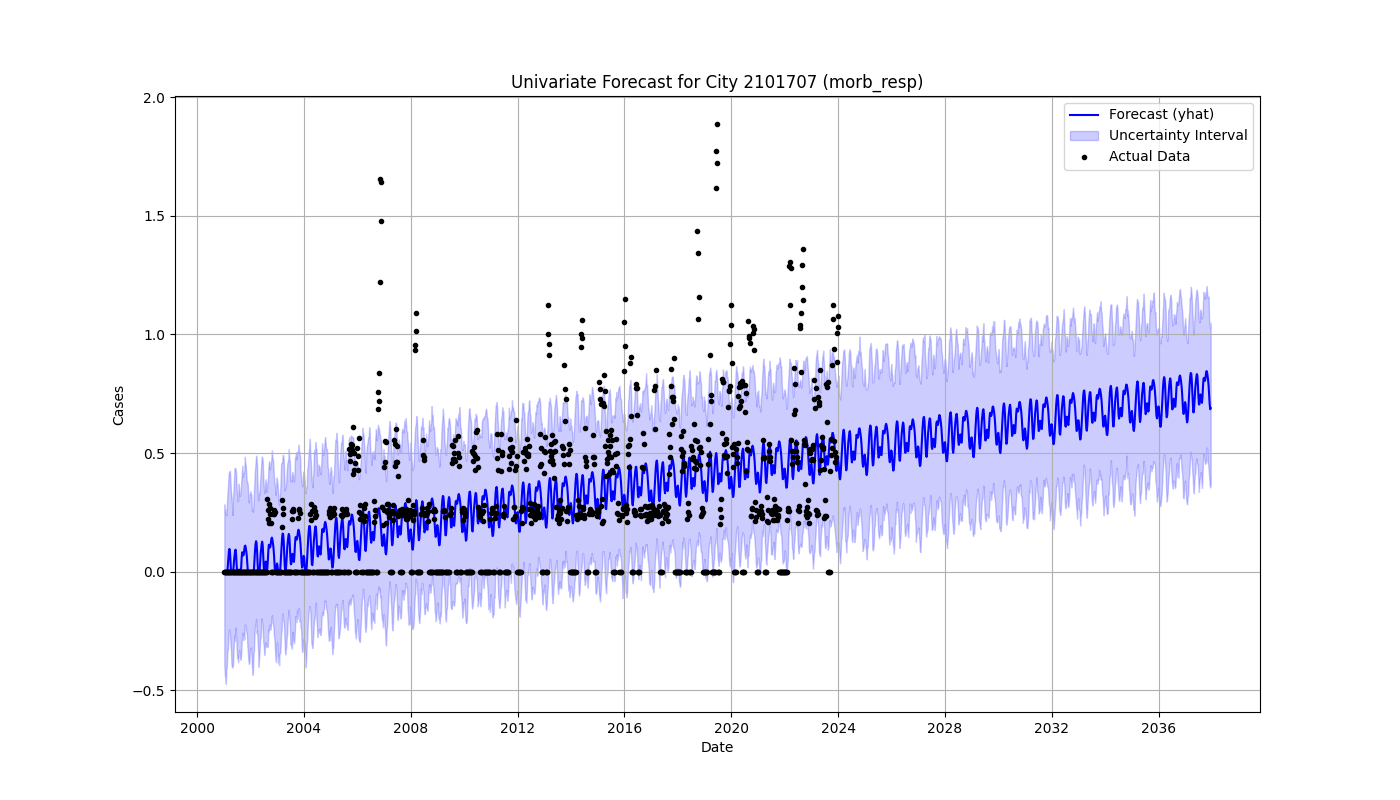 Univariate Forecast for City 2101707 (morb_resp)
Forecast (yhat)
Uncertainty Interval
Actual Data
Cases
2.0
1.5
1.0
0.5
0.0
−0.5
2000 2004 2008 2012 2016 2020 2024 2028 2032 2036
Date